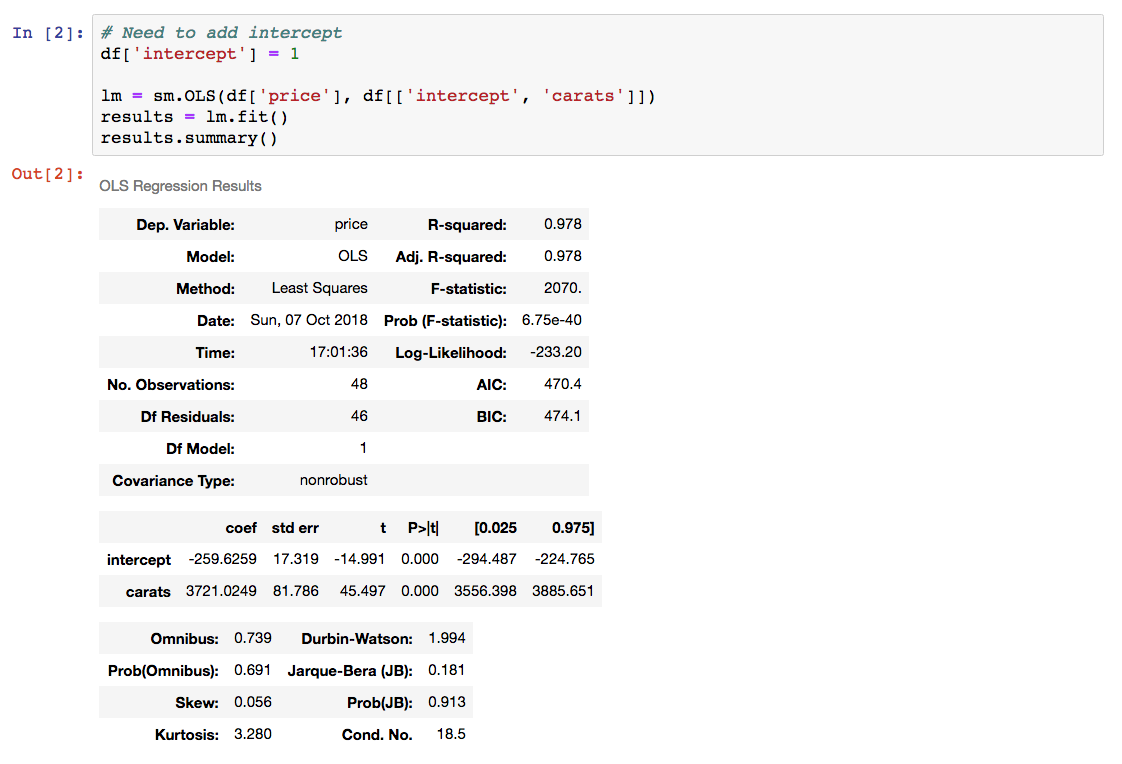 In [2]: # Need to add intercept
df['intercept'] = 1
lm = sm.OLS(df['price'], df[['intercept', 'carats']])
results = lm.fit()
results.summary()
Out[2]:
OLS Regression Results
Dep. Variable: price R-squared: 0.978
Model: OLS Adj. R-squared: 0.978
Method: Least Squares F-statistic: 2070.
Date: Sun, 07 Oct 2018 Prob (F-statistic): 6.75e-40
Time: 17:01:36 Log-Likelihood: -233.20
No. Observations: 48 AIC: 470.4
Df Residuals: 46 BIC: 474.1
Df Model: 1
Covariance Type: nonrobust
coef std err t P>|t| [0.025 0.975]
intercept -259.6259 17.319 -14.991 0.000 -294.487 -224.765
carats 3721.0249 81.786 45.497 0.000 3556.398 3885.651
Omnibus: 0.739 Durbin-Watson: 1.994
Prob(Omnibus): 0.691 Jarque-Bera (JB): 0.181
Skew: 0.056 Prob(JB): 0.913
Kurtosis: 3.280 Cond. No. 18.5